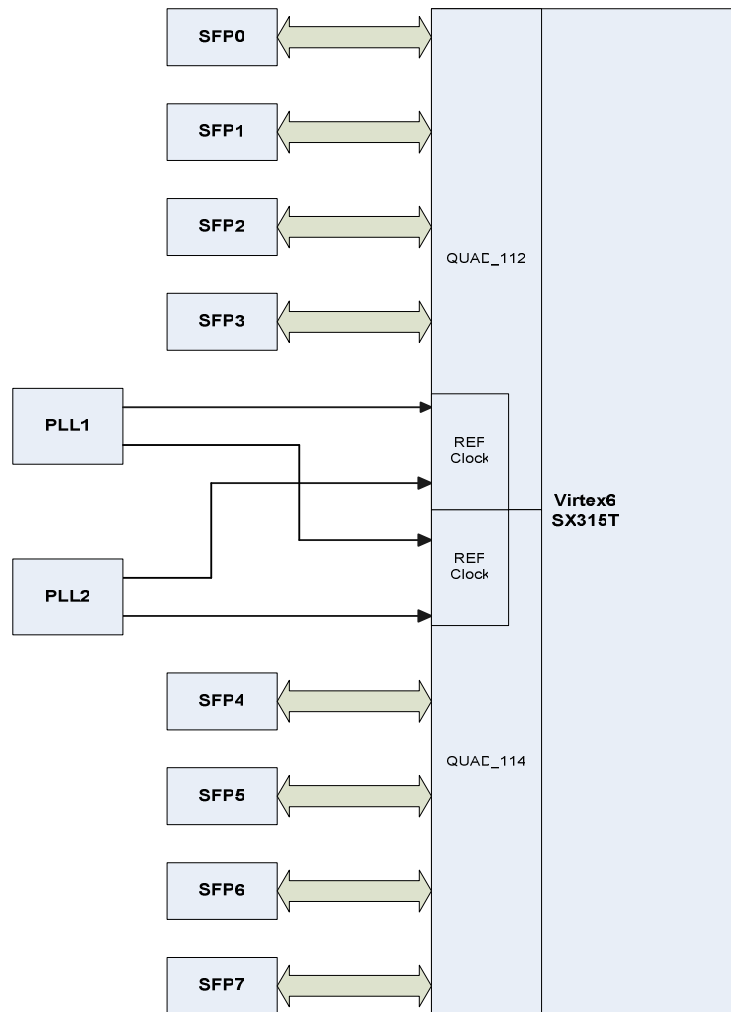 SFP0
SFP1
SFP2
QUAD_112
SFP3
PLL1
REF
Clock
Virtex6
SX315T
REF
Clock
PLL2
SFP4
QUAD_114
SFP5
SFP6
SFP7